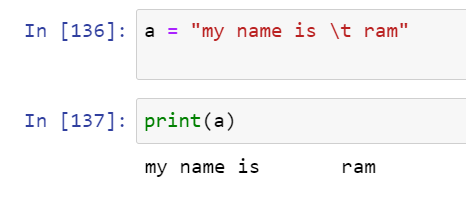 In [136]: a = "my name is \t ram"
In [137]: print(a)
my name is       ram